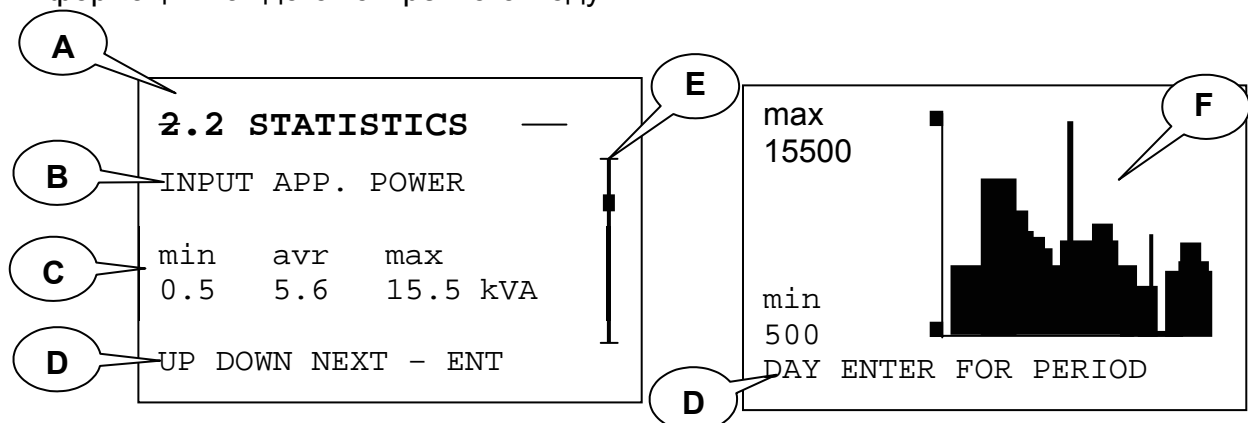 A
2.2 STATISTICS
B
INPUT APP. POWER
C
min avr max
0.5 5.6 15.5 kVA
D
UP DOWN NEXT – ENT
E
max
15500
F
min
500
DAY ENTER FOR PERIOD
D